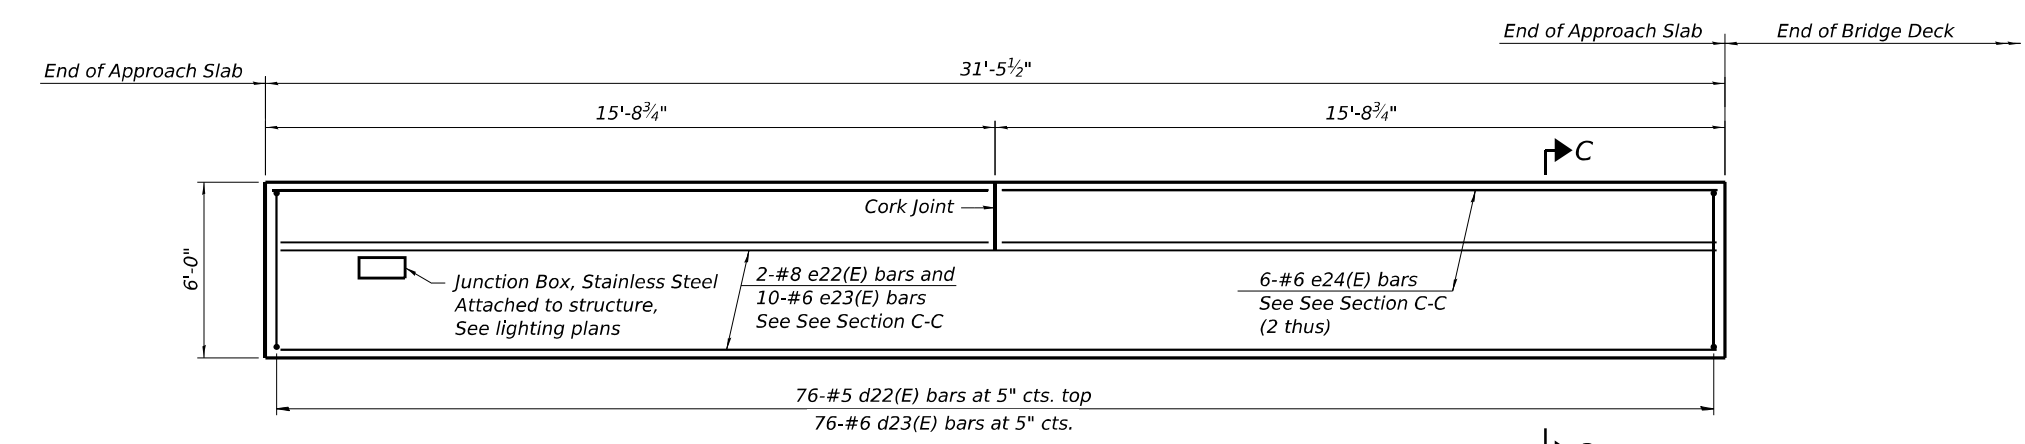 End of Approach Slab
End of Bridge Deck
End of Approach Slab
31'-5½"
15'-8¾"
15'-8¾"
C
Cork Joint
6'-0"
Junction Box, Stainless Steel
Attached to structure,
See lighting plans
2-#8 e22(E) bars and
10-#6 e23(E) bars
See See Section C-C
6-#6 e24(E) bars
See See Section C-C
(2 thus)
76-#5 d22(E) bars at 5" cts. top
76-#6 d23(E) bars at 5" cts.